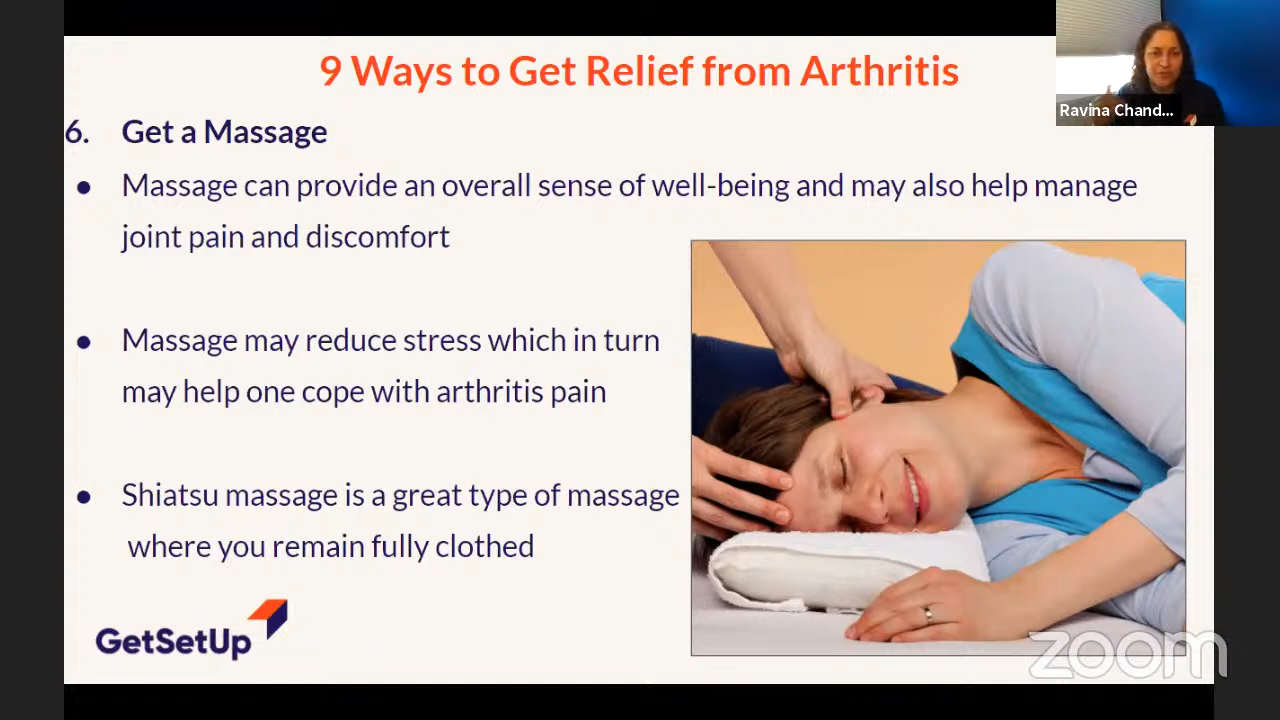 9 Ways to Get Relief from Arthritis
Ravina Chand...
6. Get a Massage
● Massage can provide an overall sense of well-being and may also help manage
joint pain and discomfort
● Massage may reduce stress which in turn
may help one cope with arthritis pain
● Shiatsu massage is a great type of massage
where you remain fully clothed
GetSetUp
zoom